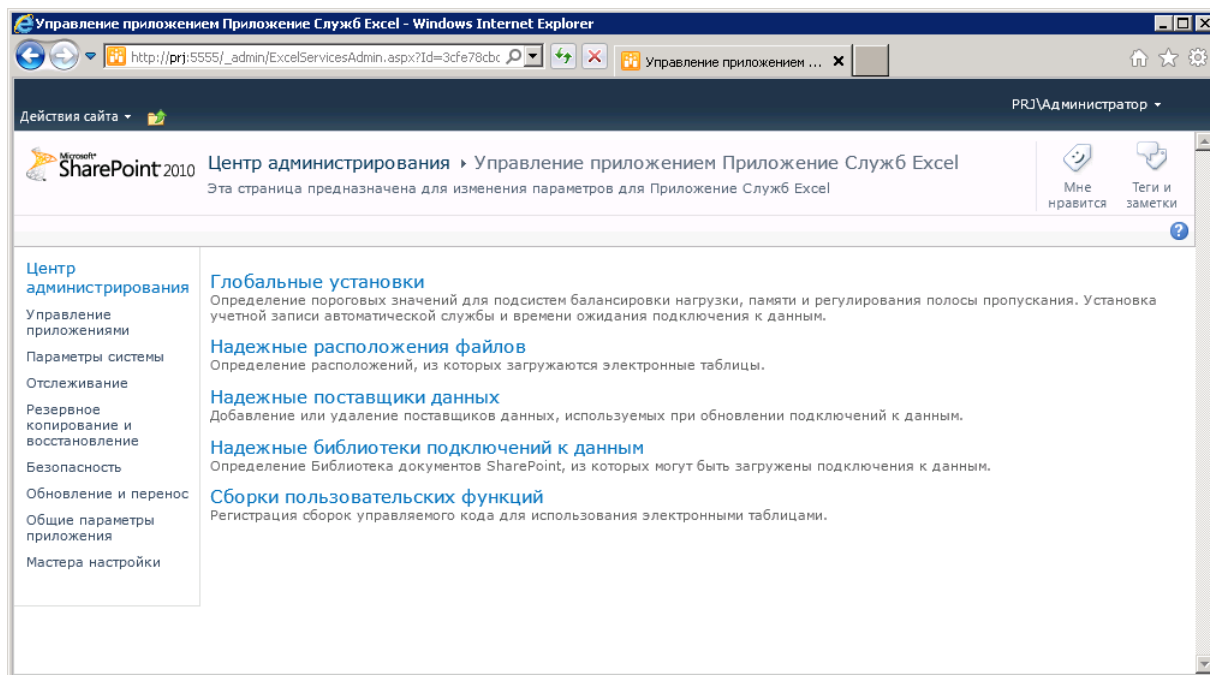 Управление приложением Приложение Служб Excel - Windows Internet Explorer
http://prj:5555/_admin/ExcelServicesAdmin.aspx?Id=3cfe78cbc
Управление приложением ...
Действия сайта
PRJ\Администратор
Microsoft
SharePoint 2010
Центр администрирования
Управление приложением Приложение Служб Excel
Эта страница предназначена для изменения параметров для Приложение Служб Excel
Мне
нравится
Теги и
заметки
Центр
администрирования
Управление
приложениями
Параметры системы
Отслеживание
Резервное
копирование и
восстановление
Безопасность
Обновление и перенос
Общие параметры
приложения
Мастера настройки
Глобальные установки
Определение пороговых значений для подсистем балансировки нагрузки, памяти и регулирования полосы пропускания. Установка
учетной записи автоматической службы и времени ожидания подключения к данным.
Надежные расположения файлов
Определение расположений, из которых загружаются электронные таблицы.
Надежные поставщики данных
Добавление или удаление поставщиков данных, используемых при обновлении подключений к данным.
Надежные библиотеки подключений к данным
Определение Библиотека документов SharePoint, из которых могут быть загружены подключения к данным.
Сборки пользовательских функций
Регистрация сборок управляемого кода для использования электронными таблицами.